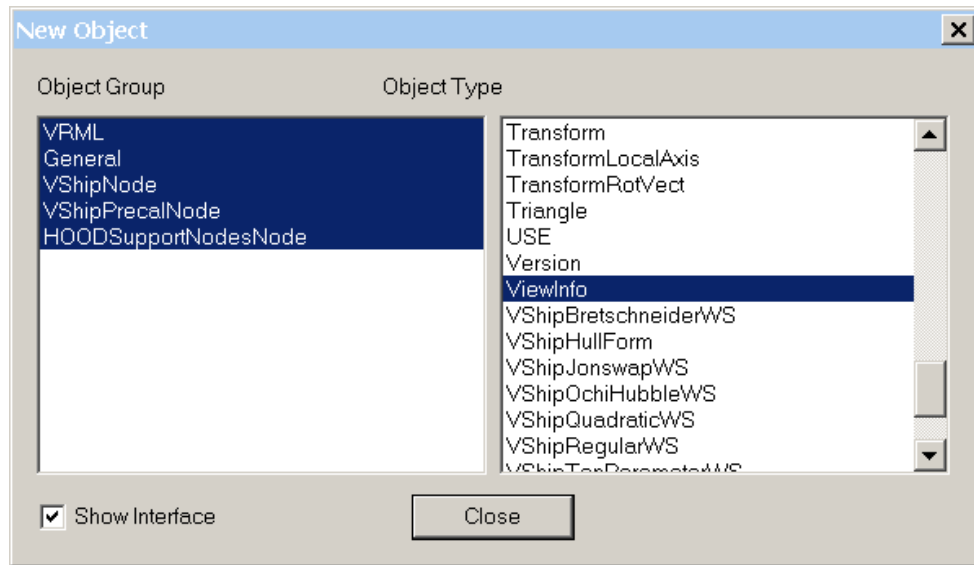 New Object
Object Group
Object Type
VRML
General
VShipNode
VShipPrecalNode
HOODSupportNodesNode
Transform
TransformLocalAxis
TransformRotVect
Triangle
USE
Version
ViewInfo
VShipBretschneiderWS
VShipHullForm
VShipJonswapWS
VShipOchiHubbleWS
VShipQuadraticWS
VShipRegularWS
VShipTenParameterWS
Show Interface
Close